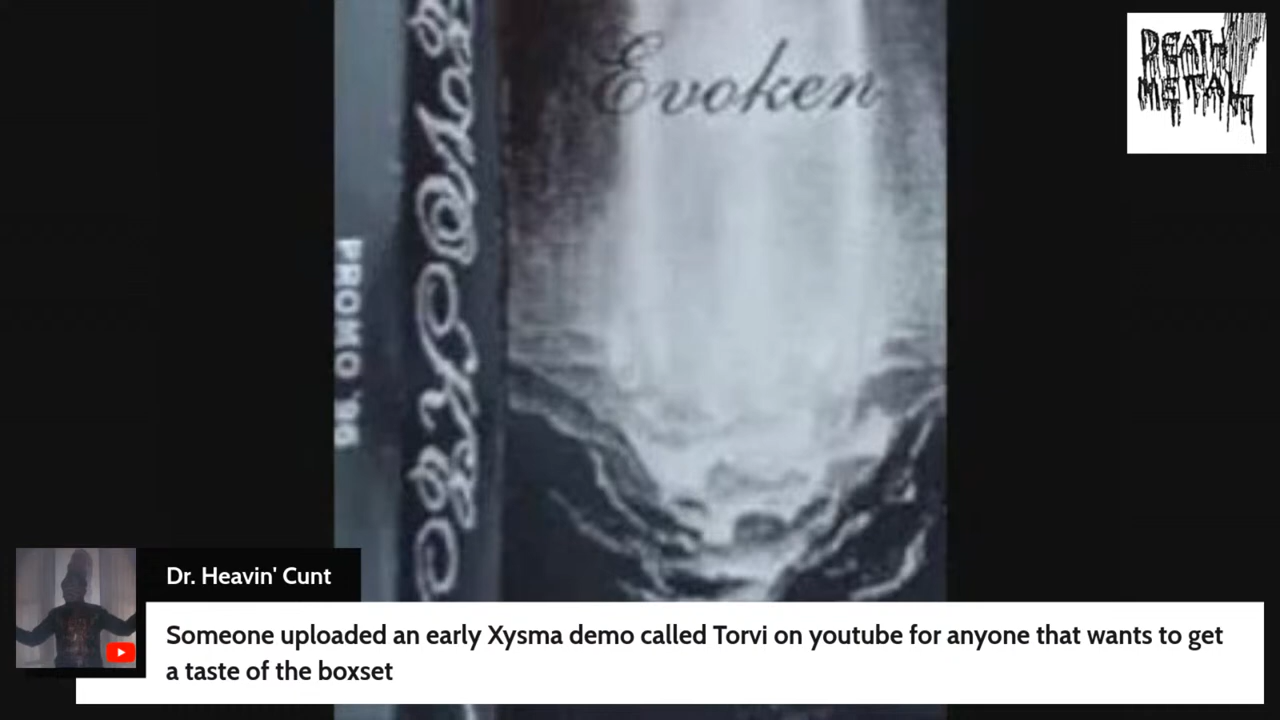 Evoken
DEATH
METAL
PROMO '96
Dr. Heavin' Cunt
Someone uploaded an early Xysma demo called Torvi on youtube for anyone that wants to get
a taste of the boxset